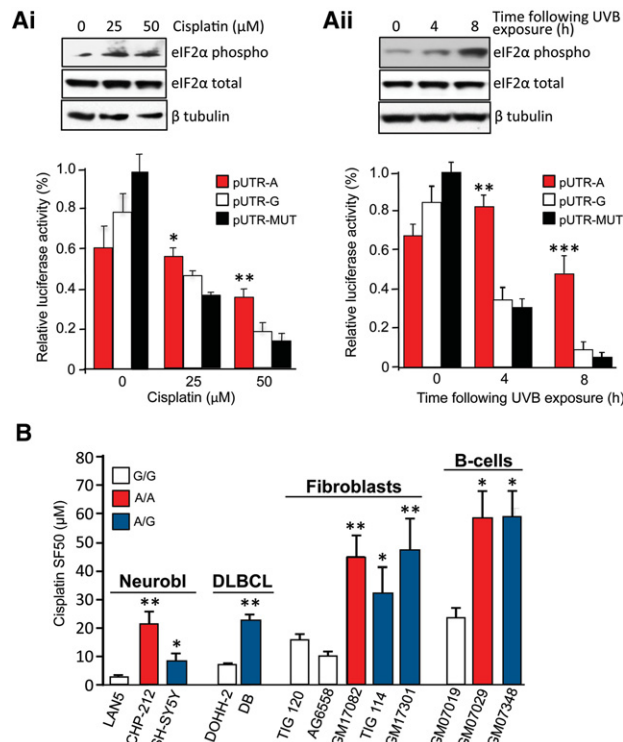 Ai
0 25 50 Cisplatin (µM)
eIF2α phospho
eIF2α total
β tubulin
Relative luciferase activity (%)
1.0
0.8
0.6
0.4
0.2
0
pUTR-A
pUTR-G
pUTR-MUT
* **
0 25 50
Cisplatin (µM)
Aii
0 4 8 Time following UVB
exposure (h)
eIF2α phospho
eIF2α total
β tubulin
Relative luciferase activity (%)
1.0
0.8
0.6
0.4
0.2
0
pUTR-A
pUTR-G
pUTR-MUT
** ***
0 4 8
Time following UVB exposure (h)
B
Cisplatin SF50 (µM)
80
70
60
50
40
30
20
10
0
G/G
A/A
A/G
Neurobl
** *
DLBCL
**
Fibroblasts
** * **
B-cells
* *
LAN5
CHP-212
SH-SY5Y
DOHH-2
DB
TIG 120
AG6558
GM17082
TIG 114
GM17301
GM07019
GM07029
GM07348